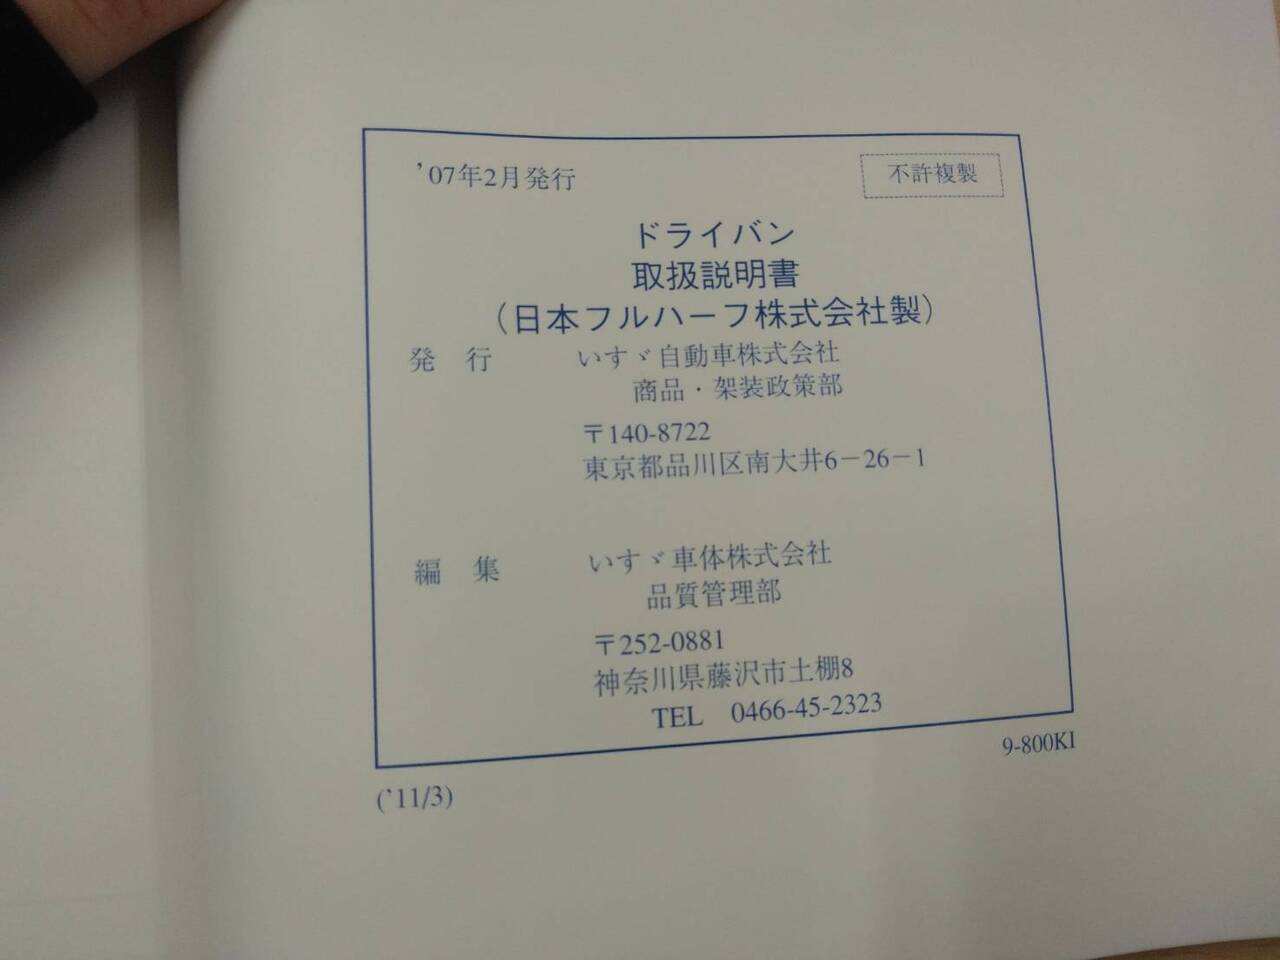 ’07年2月発行
不許複製
ドライバン
取扱説明書
（日本フルハーフ株式会社製）
発 行 いすゞ自動車株式会社
商品・架装政策部
〒140-8722
東京都品川区南大井6－26－1
編 集 いすゞ車体株式会社
品質管理部
〒252-0881
神奈川県藤沢市土棚8
TEL 0466-45-2323
9-800KI
(’11/3)